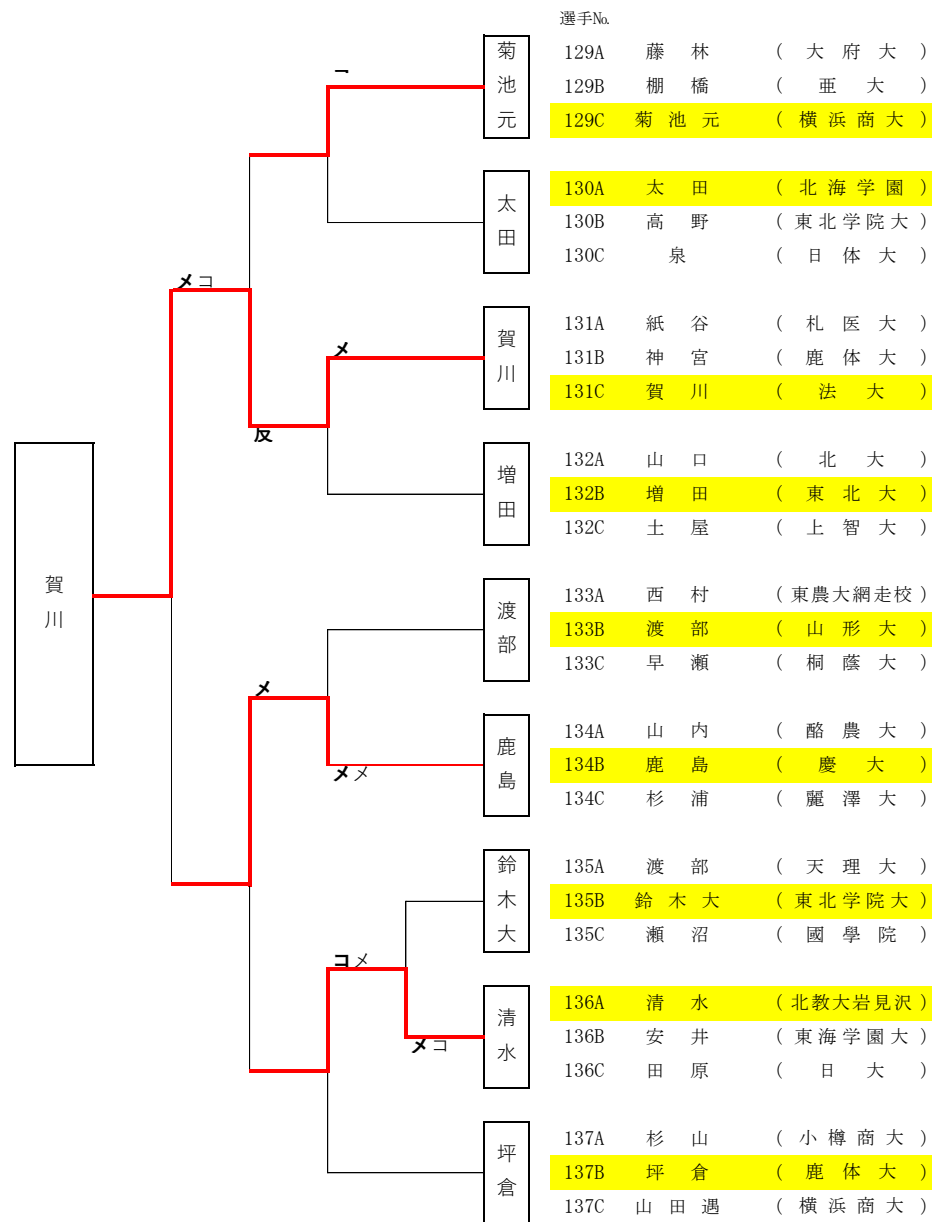 選手№
菊池元
129A 藤林 (大府大)
129B 棚橋 (亜大)
129C 菊池元 (横浜商大)
太田
130A 太田 (北海学園)
130B 高野 (東北学院大)
130C 泉 (日体大)
メコ
賀川
131A 紙谷 (札医大)
131B 神宮 (鹿体大)
131C 賀川 (法大)
メ
反
増田
132A 山口 (北大)
132B 増田 (東北大)
132C 土屋 (上智大)
賀川
渡部
133A 西村 (東農大網走校)
133B 渡部 (山形大)
133C 早瀬 (桐蔭大)
メ
鹿島
134A 山内 (酪農大)
134B 鹿島 (慶大)
134C 杉浦 (麗澤大)
メメ
鈴木大
135A 渡部 (天理大)
135B 鈴木大 (東北学院大)
135C 瀬沼 (國學院)
コメ
清水
136A 清水 (北教大岩見沢)
136B 安井 (東海学園大)
136C 田原 (日大)
メコ
坪倉
137A 杉山 (小樽商大)
137B 坪倉 (鹿体大)
137C 山田遇 (横浜商大)